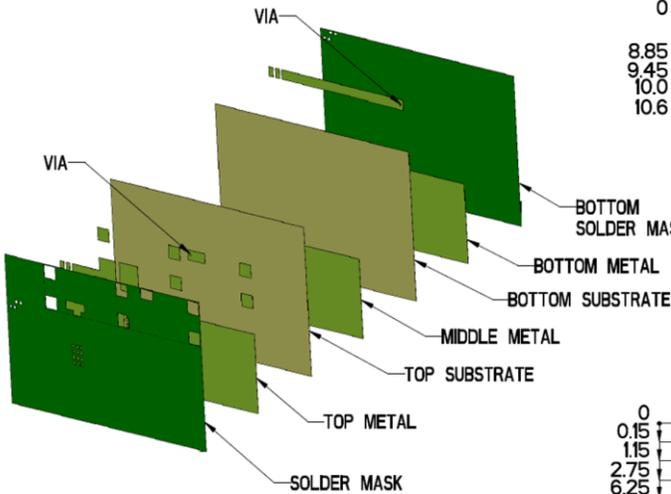 VIA
0
8.85
9.45
10.0
10.6
VIA
BOTTOM
SOLDER MAS
BOTTOM METAL
BOTTOM SUBSTRATE
MIDDLE METAL
TOP SUBSTRATE
TOP METAL
SOLDER MASK
0
0.15
1.15
2.75
6.25